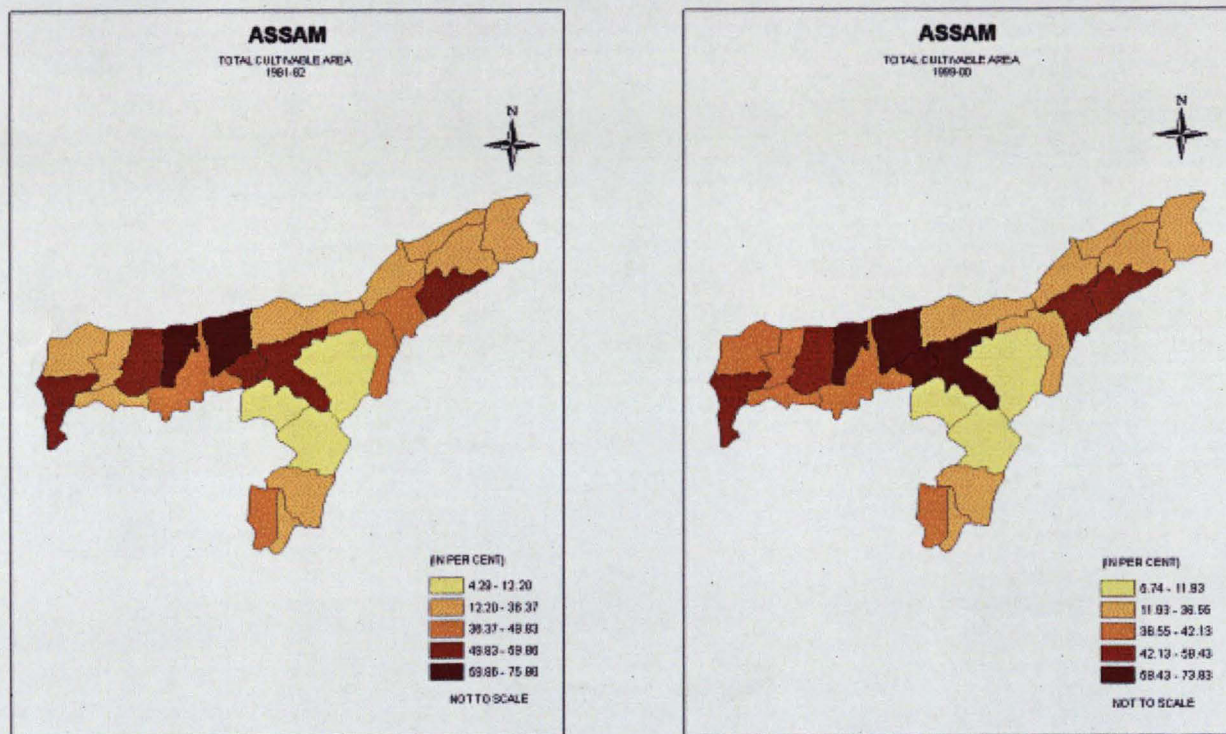 ASSAM
TOTAL CULTIVABLE AREA
1981-82
N
(IN PER CENT)
4.29 - 12.20
12.20 - 36.37
36.37 - 49.83
49.83 - 59.86
59.86 - 75.86
NOT TO SCALE
ASSAM
TOTAL CULTIVABLE AREA
1999-00
N
(IN PER CENT)
5.74 - 11.93
11.93 - 36.55
36.55 - 42.13
42.13 - 58.43
58.43 - 73.83
NOT TO SCALE